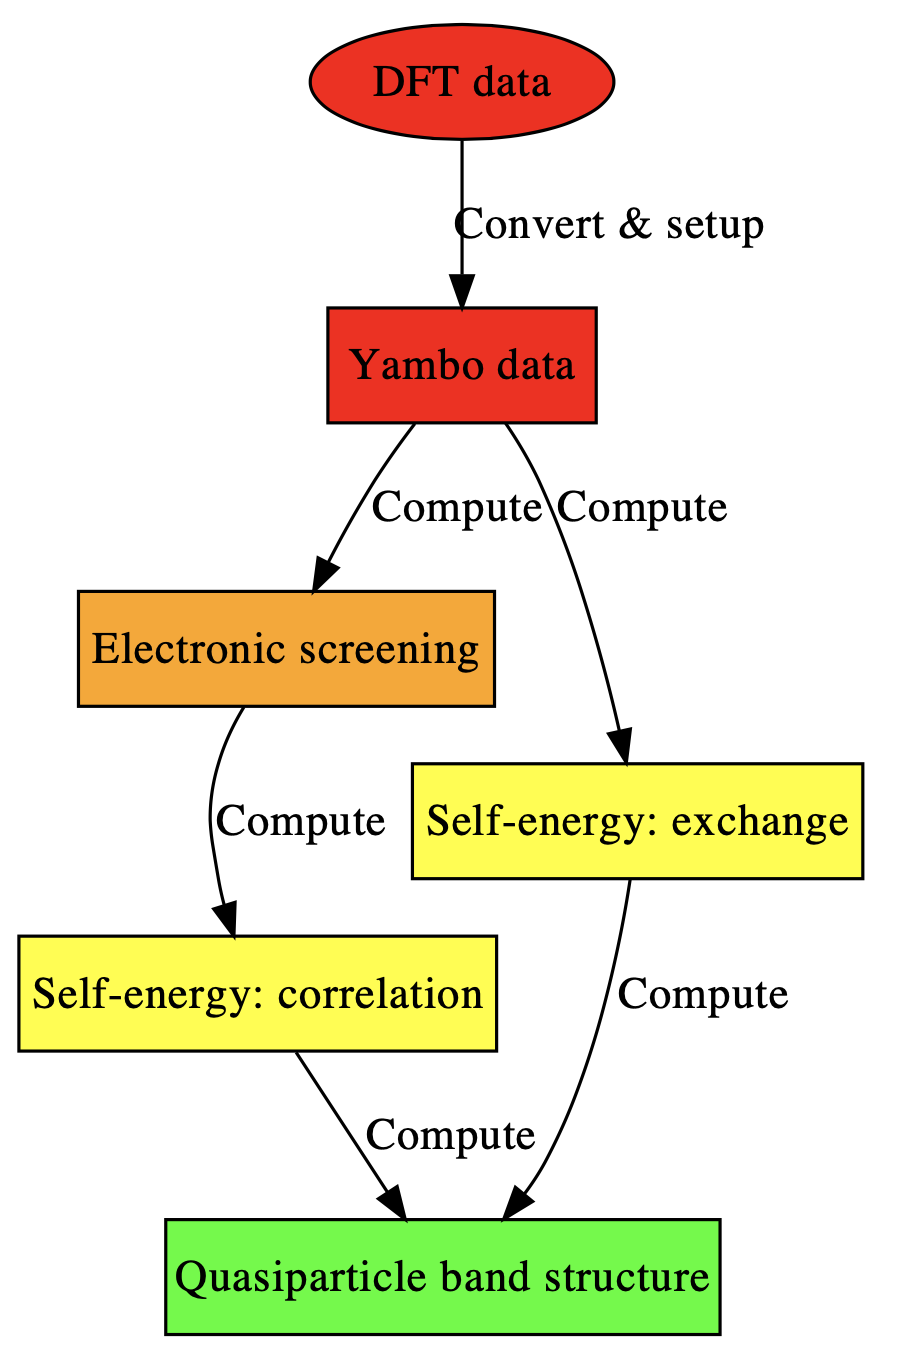 DFT data
Convert & setup
Yambo data
Compute
Compute
Electronic screening
Compute
Self-energy: exchange
Self-energy: correlation
Compute
Compute
Quasiparticle band structure